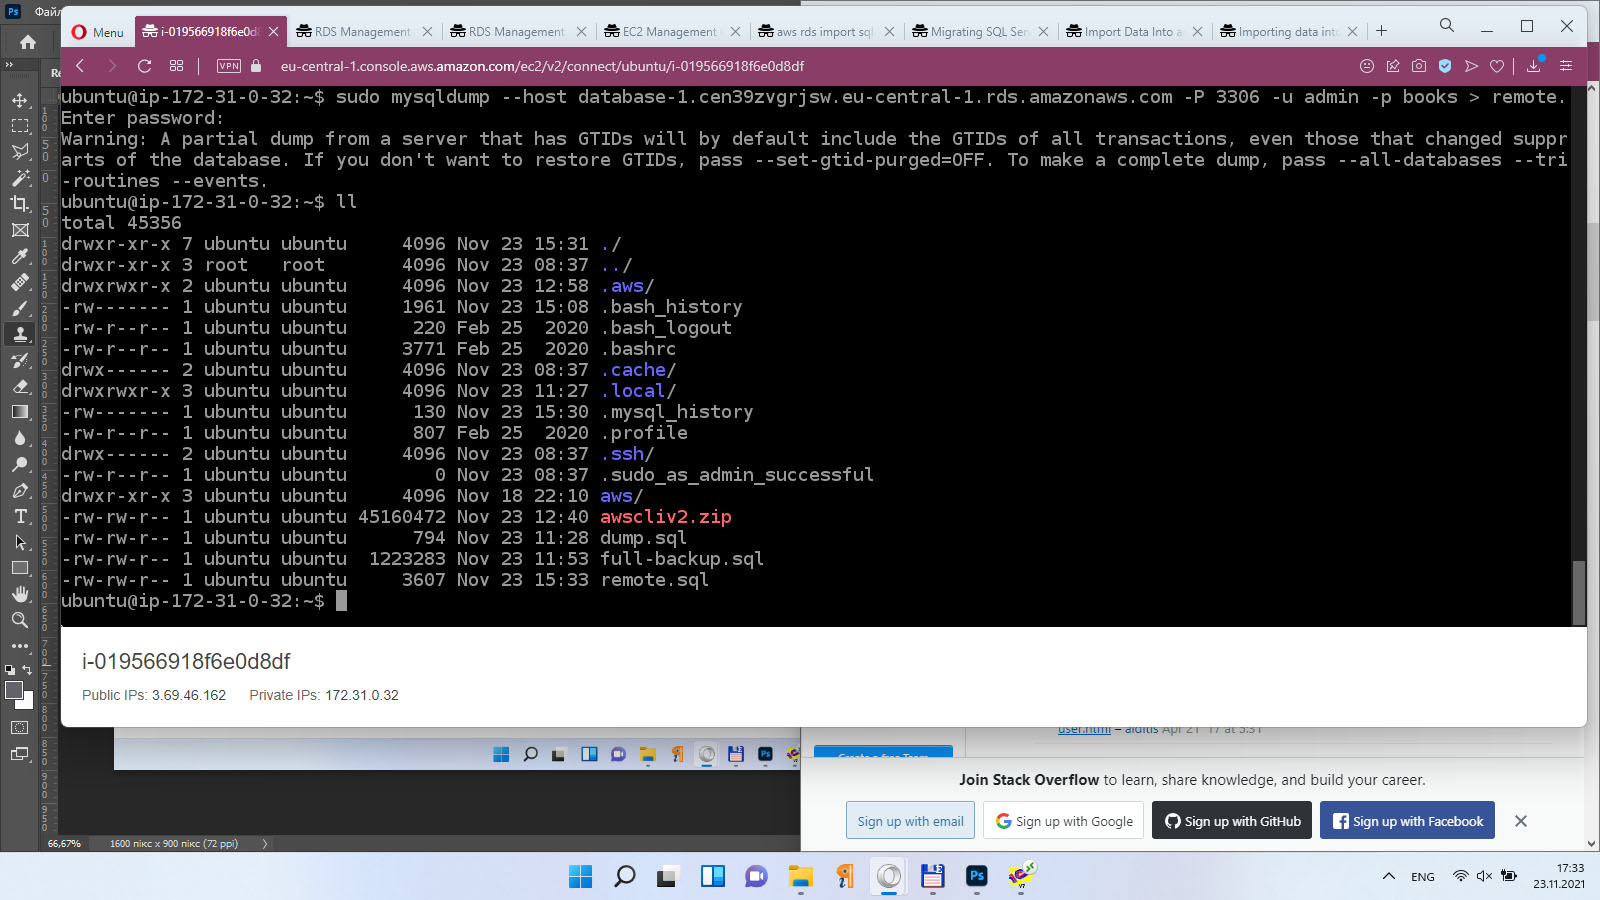 Файл
Menu
i-019566918f6e0d8
RDS Management
RDS Management
EC2 Management
aws rds import sql
Migrating SQL Ser
Import Data Into a
Importing data into
VPN
eu-central-1.console.aws.amazon.com/ec2/v2/connect/ubuntu/i-019566918f6e0d8df
ubuntu@ip-172-31-0-32:~$ sudo mysqldump --host database-1.cen39zvgrjsw.eu-central-1.rds.amazonaws.com -P 3306 -u admin -p books > remote.
Enter password:
Warning: A partial dump from a server that has GTIDs will by default include the GTIDs of all transactions, even those that changed suppr
arts of the database. If you don't want to restore GTIDs, pass --set-gtid-purged=OFF. To make a complete dump, pass --all-databases --tri
-routines --events.
ubuntu@ip-172-31-0-32:~$ ll
total 45356
drwxr-xr-x 7 ubuntu ubuntu     4096 Nov 23 15:31 ./
drwxr-xr-x 3 root   root       4096 Nov 23 08:37 ../
drwxrwxr-x 2 ubuntu ubuntu     4096 Nov 23 12:58 .aws/
-rw------- 1 ubuntu ubuntu     1961 Nov 23 15:08 .bash_history
-rw-r--r-- 1 ubuntu ubuntu      220 Feb 25  2020 .bash_logout
-rw-r--r-- 1 ubuntu ubuntu     3771 Feb 25  2020 .bashrc
drwx------ 2 ubuntu ubuntu     4096 Nov 23 08:37 .cache/
drwxrwxr-x 3 ubuntu ubuntu     4096 Nov 23 11:27 .local/
-rw------- 1 ubuntu ubuntu      130 Nov 23 15:30 .mysql_history
-rw-r--r-- 1 ubuntu ubuntu      807 Feb 25  2020 .profile
drwx------ 2 ubuntu ubuntu     4096 Nov 23 08:37 .ssh/
-rw-r--r-- 1 ubuntu ubuntu        0 Nov 23 08:37 .sudo_as_admin_successful
drwxr-xr-x 3 ubuntu ubuntu     4096 Nov 18 22:10 aws/
-rw-rw-r-- 1 ubuntu ubuntu 45160472 Nov 23 12:40 awscliv2.zip
-rw-rw-r-- 1 ubuntu ubuntu      794 Nov 23 11:28 dump.sql
-rw-rw-r-- 1 ubuntu ubuntu  1223283 Nov 23 11:53 full-backup.sql
-rw-rw-r-- 1 ubuntu ubuntu     3607 Nov 23 15:33 remote.sql
ubuntu@ip-172-31-0-32:~$
i-019566918f6e0d8df
Public IPs: 3.69.46.162 Private IPs: 172.31.0.32
Create a free Team
Join Stack Overflow to learn, share knowledge, and build your career.
Sign up with email
Sign up with Google
Sign up with GitHub
Sign up with Facebook
66,67%
1600 пікс x 900 пікс (72 ppi)
ENG
17:33
23.11.2021